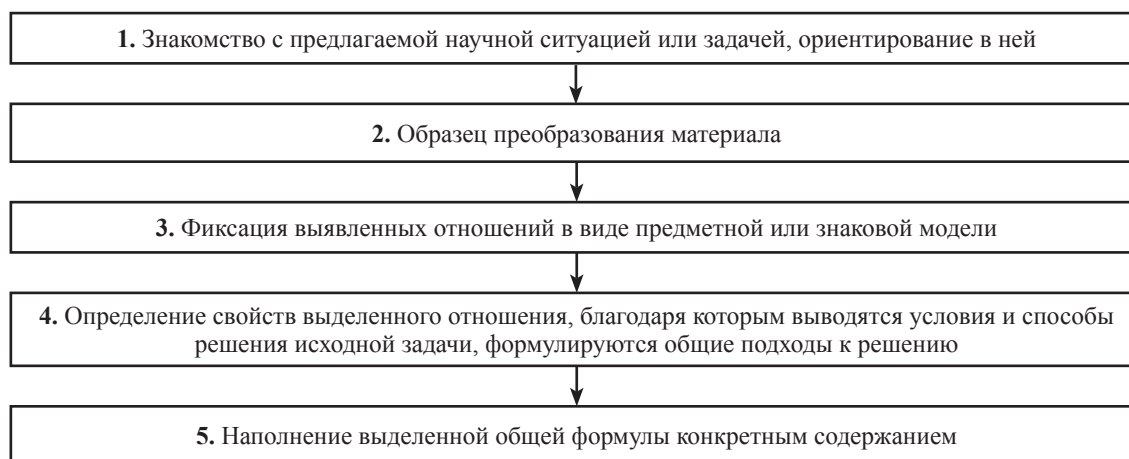 1. Знакомство с предлагаемой научной ситуацией или задачей, ориентирование в ней
2. Образец преобразования материала
3. Фиксация выявленных отношений в виде предметной или знаковой модели
4. Определение свойств выделенного отношения, благодаря которым выводятся условия и способы
решения исходной задачи, формулируются общие подходы к решению
5. Наполнение выделенной общей формулы конкретным содержанием